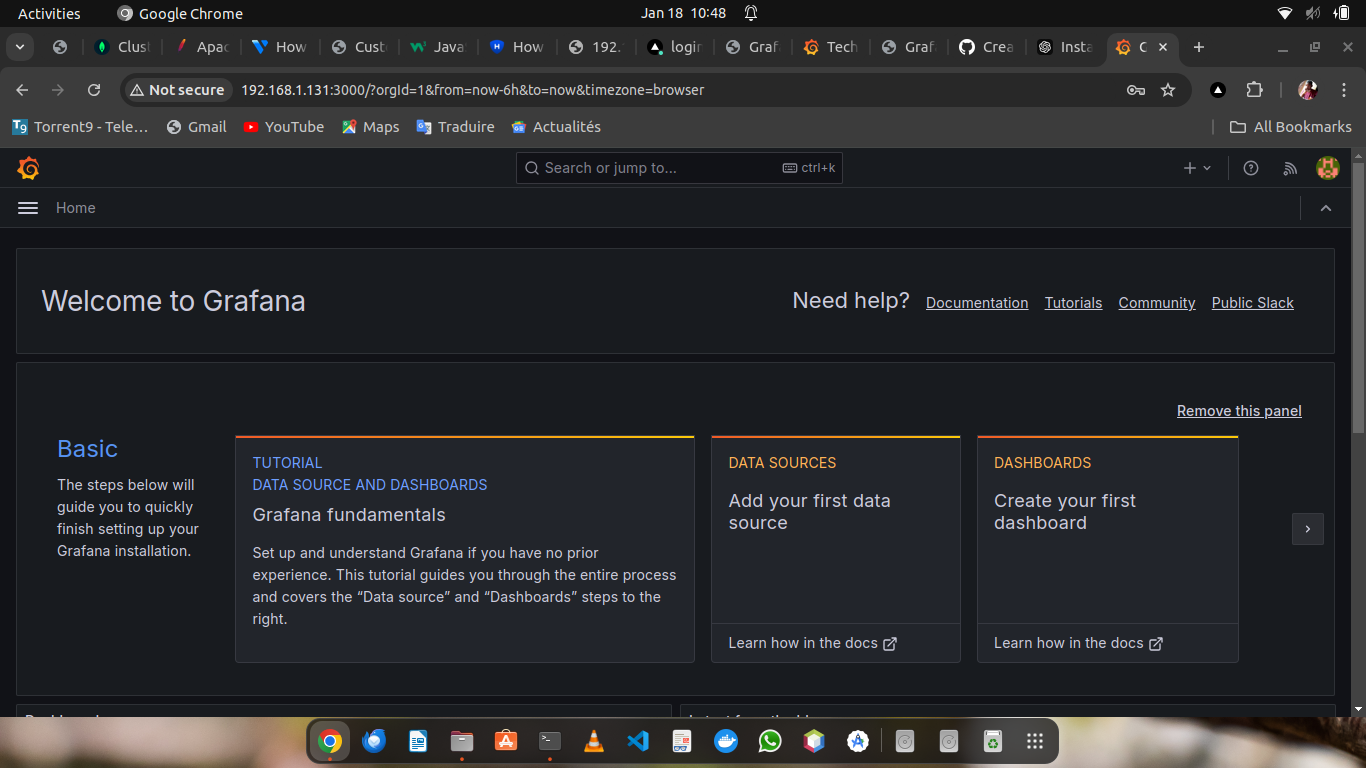 Activities
Google Chrome
Jan 18 10:48
Clust
Apac
How
Cust
Java
How
192.
login
Graf
Tech
Graf
Crea
Insta
C
Not secure
192.168.1.131:3000/?orgId=1&from=now-6h&to=now&timezone=browser
T9 Torrent9 - Tele...
Gmail
YouTube
Maps
Traduire
Actualités
All Bookmarks
Search or jump to...
ctrl+k
Home
Welcome to Grafana
Need help?
Documentation
Tutorials
Community
Public Slack
Remove this panel
Basic
The steps below will
guide you to quickly
finish setting up your
Grafana installation.
TUTORIAL
DATA SOURCE AND DASHBOARDS
Grafana fundamentals
Set up and understand Grafana if you have no prior
experience. This tutorial guides you through the entire process
and covers the “Data source” and “Dashboards” steps to the
right.
DATA SOURCES
Add your first data
source
Learn how in the docs
DASHBOARDS
Create your first
dashboard
Learn how in the docs